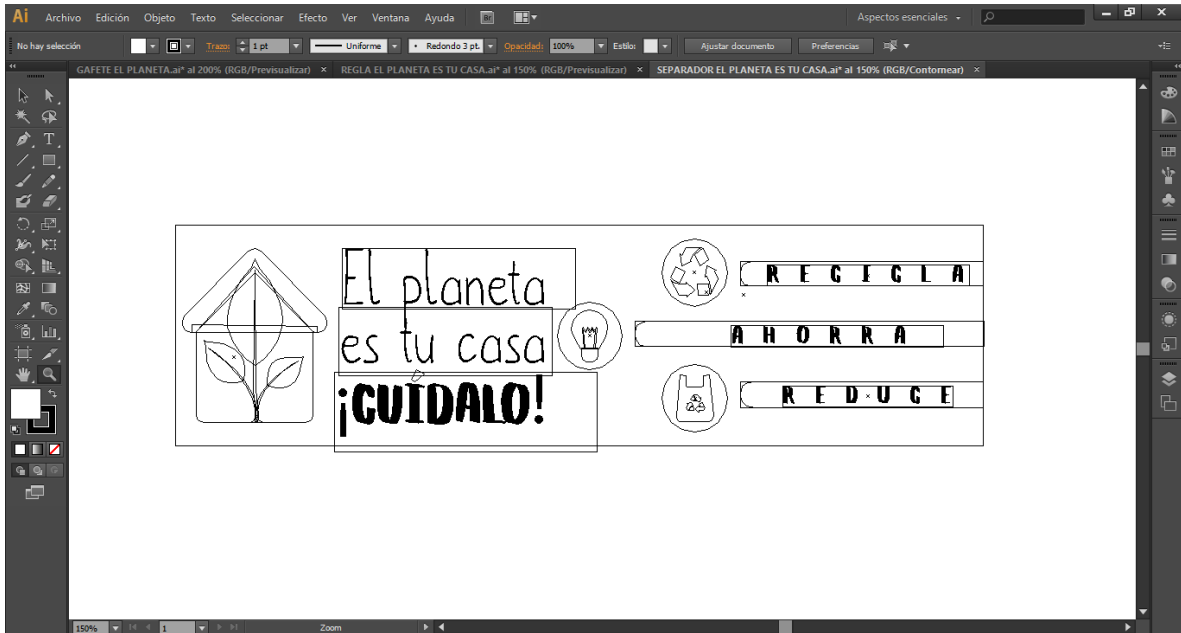 Ai Archivo Edición Objeto Texto Seleccionar Efecto Ver Ventana Ayuda Br Aspectos esenciales
No hay selección Trazo: 1 pt Uniforme Redondo 3 pt. Opacidad: 100% Estilo: Ajustar documento Preferencias
GAFETE EL PLANETA.ai* al 200% (RGB/Previsualizar) × REGLA EL PLANETA ES TU CASA.ai* al 150% (RGB/Previsualizar) × SEPARADOR EL PLANETA ES TU CASA.ai* al 150% (RGB/Contornear) ×
El planeta
es tu casa
¡CUÍDALO!
RECICLA
AHORRA
REDUCE
150% 1 Zoom